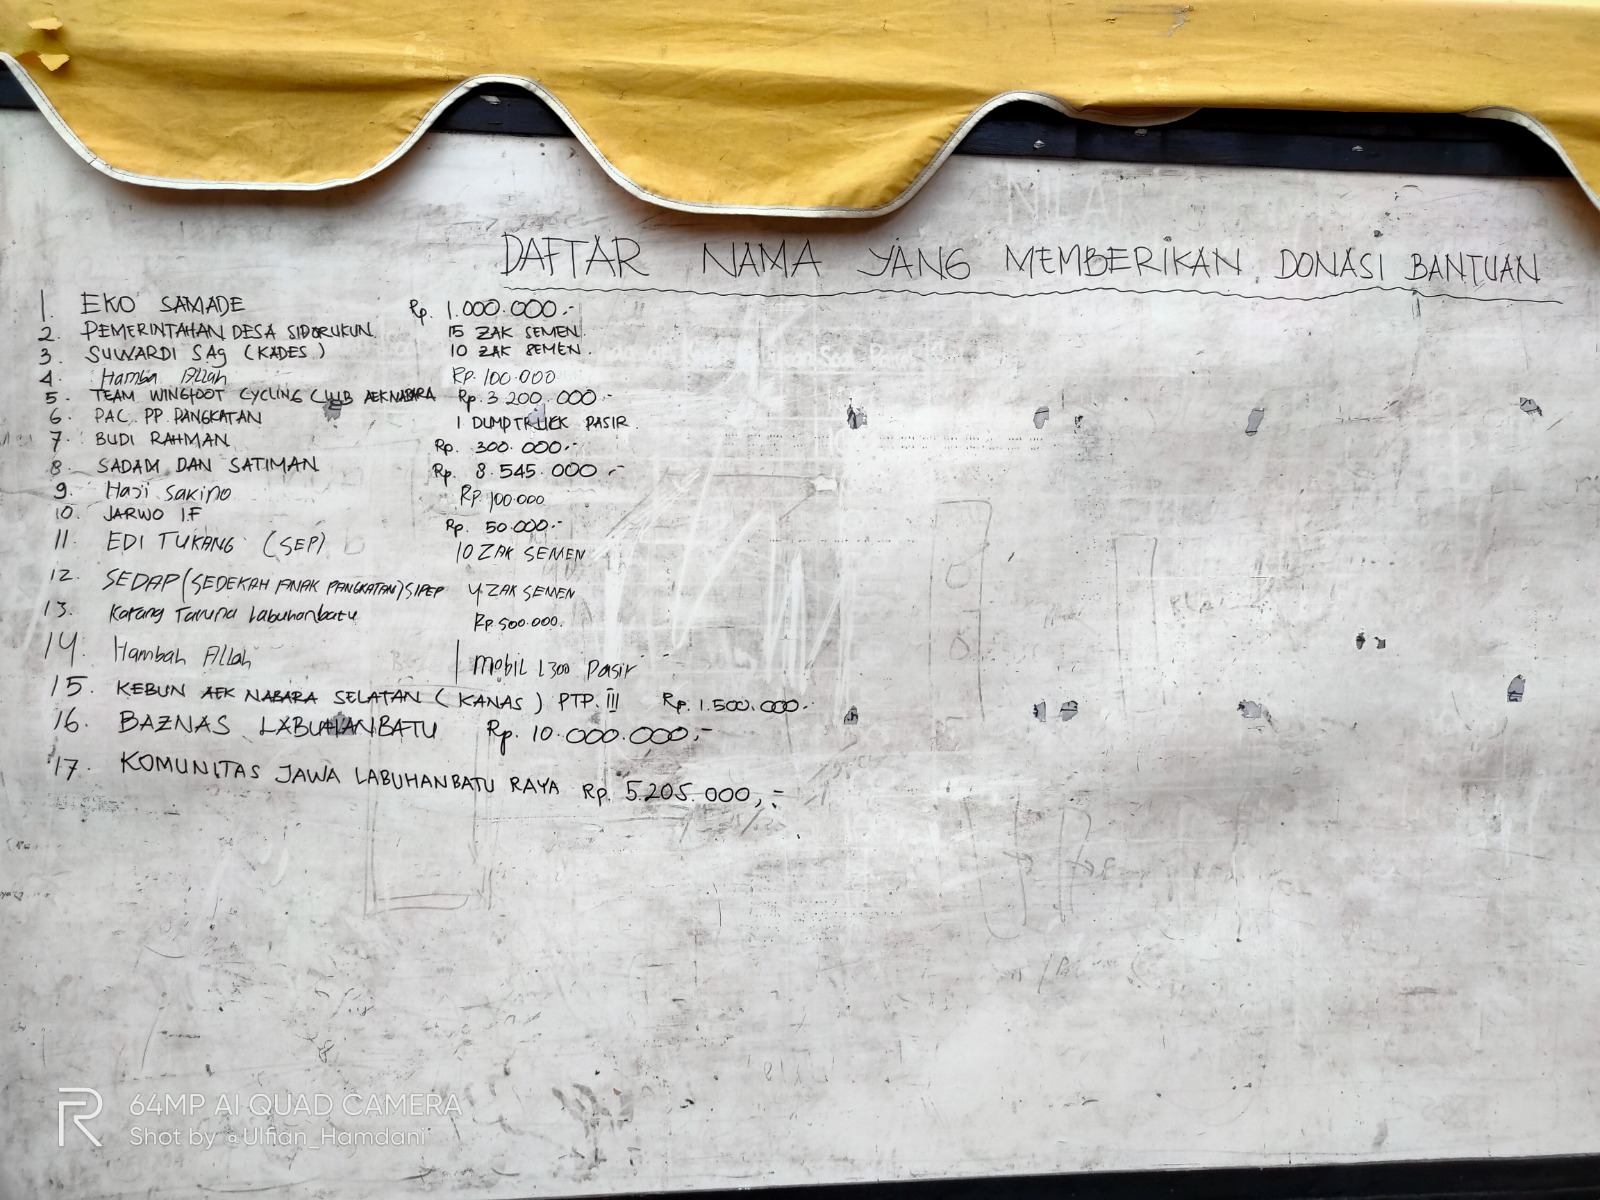 DAFTAR NAMA YANG MEMBERIKAN DONASI BANTUAN
1. EKO SAMADE Rp. 1.000.000.-
2. PEMERINTAHAN DESA SIDORUKUN 15 ZAK SEMEN.
3. SUWARDI SAg (KADES) 10 ZAK SEMEN.
4. Hamba Allah Rp. 100.000
5. TEAM WINGFOOT CYCLING CLUB AEKNABARA Rp. 3.200.000.-
6. PAC. PP. PANGKATAN 1 DUMPTRUCK PASIR.
7. BUDI RAHMAN Rp. 300.000.-
8. SADAM DAN SATIMAN Rp. 8.545.000.-
9. Haji Sakino Rp. 100.000
10. JARWO I.F Rp. 50.000.-
11. EDI TUKANG (SEP) 10 ZAK SEMEN
12. SEDAP (SEDEKAH ANAK PANGKATAN) SIPEP 4 ZAK SEMEN
13. Karang Taruna Labuhanbatu Rp. 500.000.
14. Hambah Allah 1 mobil L300 Pasir
15. KEBUN AEK NABARA SELATAN (KANAS) PTP. III Rp. 1.500.000.-
16. BAZNAS LABUHANBATU Rp. 10.000.000,-
17. KOMUNITAS JAWA LABUHANBATU RAYA Rp. 5.205.000,-
64MP AI QUAD CAMERA
Shot by @Ulfian_Hamdani